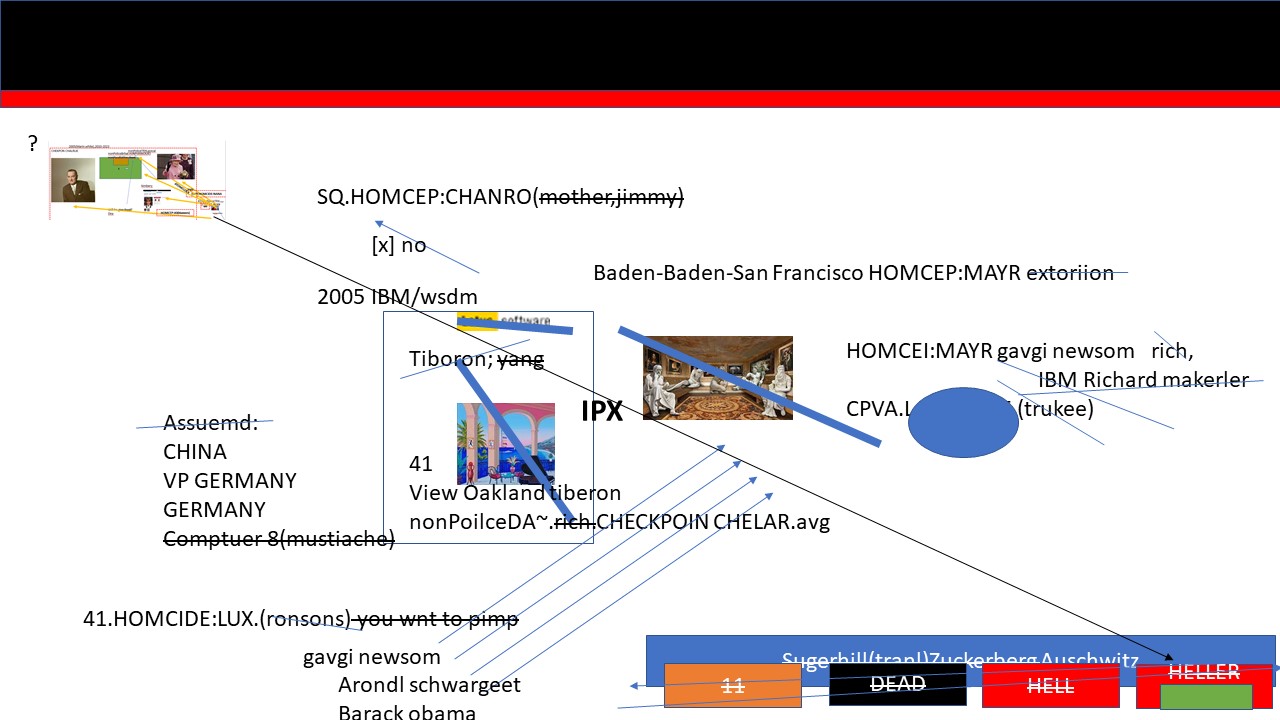 ?
SQ.HOMCEP:CHANRO(mother,jimmy)
[x] no
Baden-Baden-San Francisco HOMCEP:MAYR extoriion
2005 IBM/wsdm
software
Tiboron; yang
HOMCEI:MAYR gavgi newsom rich,
IBM Richard makerler
IPX
CPVA.L (trukee)
Assuemd:
CHINA
VP GERMANY
GERMANY
Comptuer 8(mustiache)
41
View Oakland tiberon
nonPoilceDA~.rich.CHECKPOIN CHELAR.avg
41.HOMCIDE:LUX.(ronsons) you wnt to pimp
gavgi newsom
Arondl schwargeet
Barack obama
Sugerhill(tranl)Zuckerberg Auschwitz
11
DEAD
HELL
HELLER